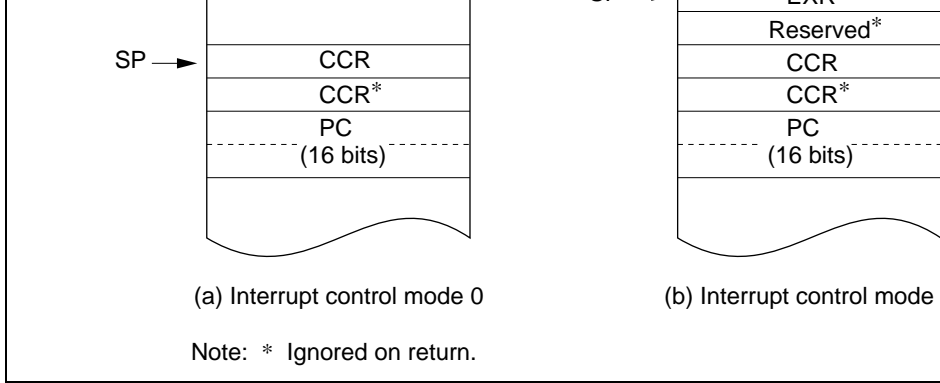 SP
CCR
CCR*
PC
(16 bits)
(a) Interrupt control mode 0
EXR
Reserved*
CCR
CCR*
PC
(16 bits)
(b) Interrupt control mode
Note: * Ignored on return.